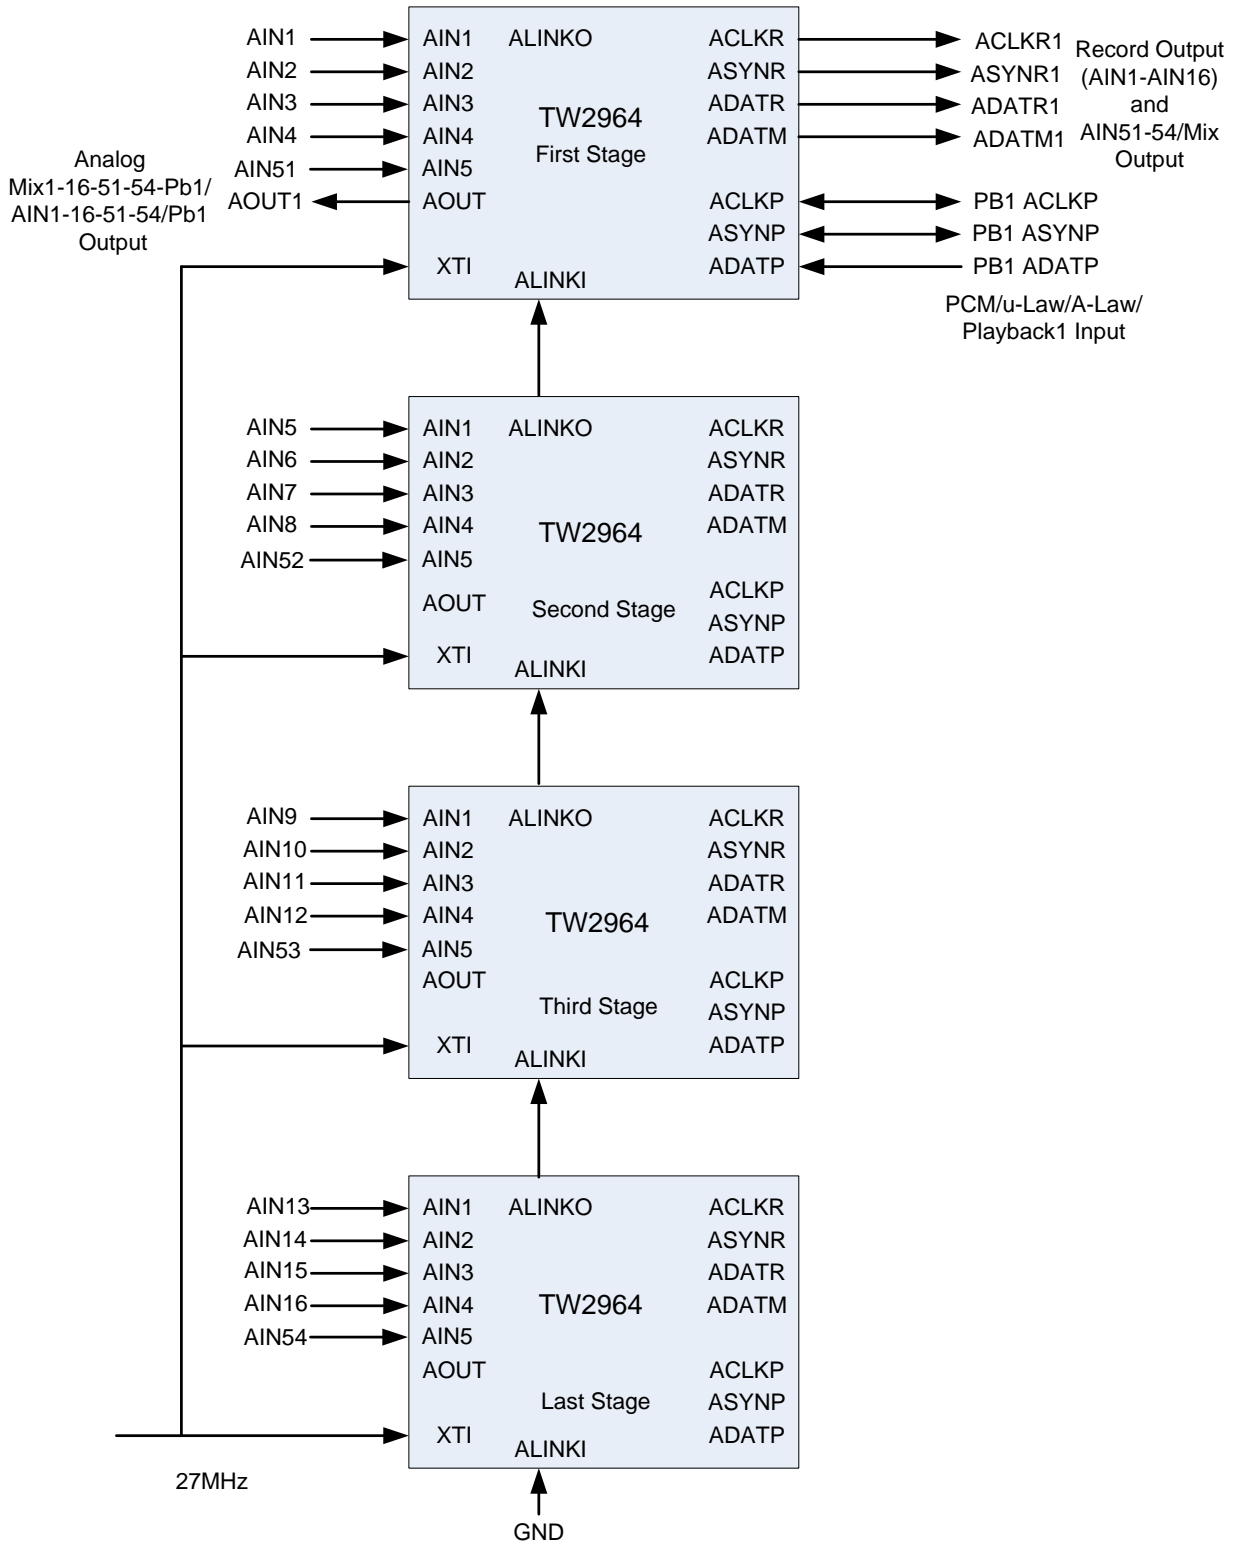 AIN1
AIN2
AIN3
AIN4
AIN51
AOUT1
Analog
Mix1-16-51-54-Pb1/
AIN1-16-51-54/Pb1
Output
AIN1 ALINKO ACLKR
AIN2 ASYNR
AIN3 ADATR
TW2964
AIN4 ADATM
First Stage
AIN5
AOUT ACLKP
ASYNP
XTI ADATP
ALINKI
ACLKR1
ASYNR1
ADATR1
ADATM1
Record Output
(AIN1-AIN16)
and
AIN51-54/Mix
Output
PB1 ACLKP
PB1 ASYNP
PB1 ADATP
PCM/u-Law/A-Law/
Playback1 Input
AIN5
AIN6
AIN7
AIN8
AIN52
AIN1 ALINKO ACLKR
AIN2 ASYNR
AIN3 ADATR
AIN4 ADATM
TW2964
AIN5
ACLKP
AOUT Second Stage
ASYNP
XTI ADATP
ALINKI
AIN9
AIN10
AIN11
AIN12
AIN53
AIN1 ALINKO ACLKR
AIN2 ASYNR
AIN3 ADATR
AIN4 ADATM
TW2964
AIN5
AOUT ACLKP
Third Stage ASYNP
XTI ADATP
ALINKI
AIN13
AIN14
AIN15
AIN16
AIN54
AIN1 ALINKO ACLKR
AIN2 ASYNR
AIN3 ADATR
AIN4 TW2964 ADATM
AIN5
AOUT ACLKP
Last Stage ASYNP
XTI ADATP
ALINKI
27MHz
GND